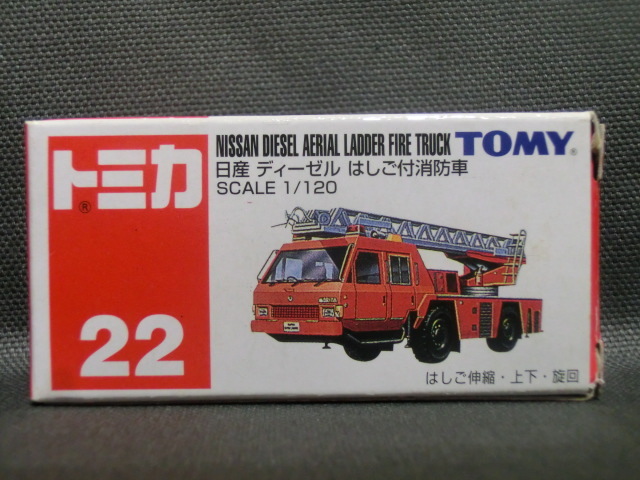 トミカ
®
22
NISSAN DIESEL AERIAL LADDER FIRE TRUCK TOMY®
日産 ディーゼル はしご付消防車
SCALE 1/120
はしご伸縮・上下・旋回